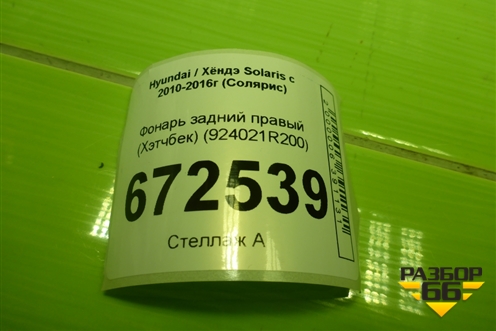 Hyundai / Хёндэ Solaris с
2010-2016г (Солярис)
Фонарь задний правый
(Хэтчбек) (924021R200)
672539
Стеллаж А
РАЗБОР
66